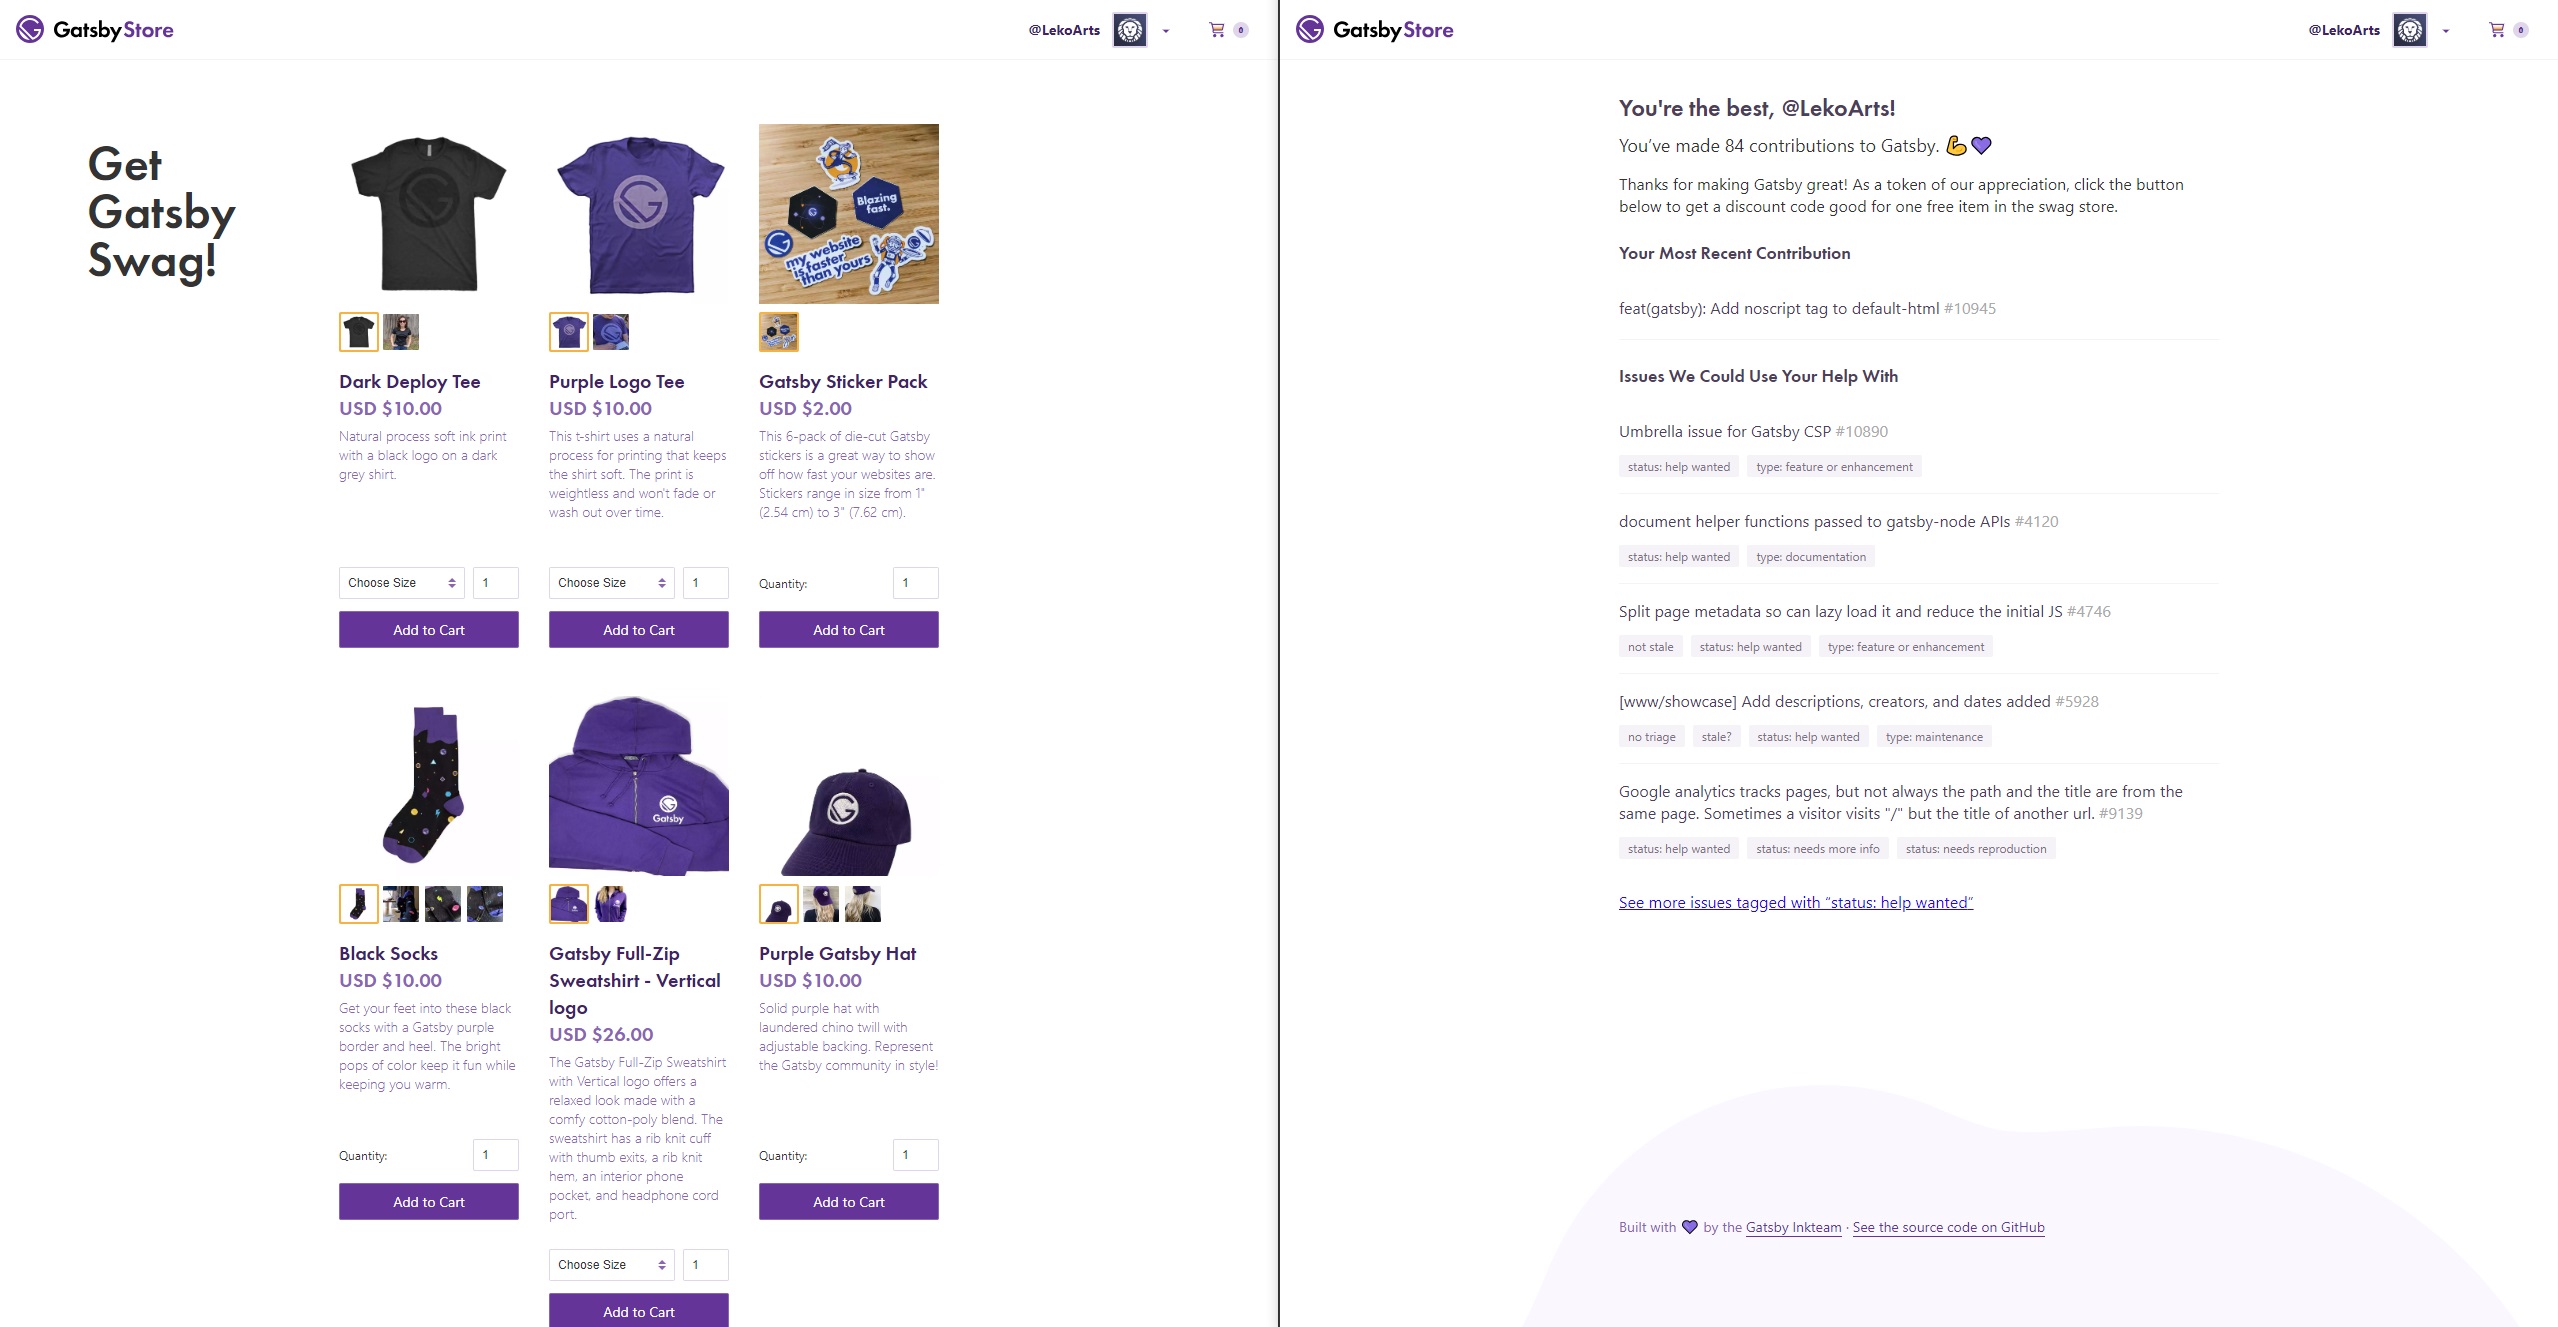 GatsbyStore
@LekoArts
0
Get
Gatsby
Swag!
Blazing
fast.
my website
is faster
than yours
Dark Deploy Tee
USD $10.00
Natural process soft ink print
with a black logo on a dark
grey shirt.
Choose Size
1
Add to Cart
Purple Logo Tee
USD $10.00
This t-shirt uses a natural
process for printing that keeps
the shirt soft. The print is
weightless and won't fade or
wash out over time.
Choose Size
1
Add to Cart
Gatsby Sticker Pack
USD $2.00
This 6-pack of die-cut Gatsby
stickers is a great way to show
off how fast your websites are.
Stickers range in size from 1"
(2.54 cm) to 3" (7.62 cm).
Quantity:
1
Add to Cart
Black Socks
USD $10.00
Get your feet into these black
socks with a Gatsby purple
border and heel. The bright
pops of color keep it fun while
keeping you warm.
Quantity:
1
Add to Cart
Gatsby
Gatsby Full-Zip
Sweatshirt - Vertical
logo
USD $26.00
The Gatsby Full-Zip Sweatshirt
with Vertical logo offers a
relaxed look made with a
comfy cotton-poly blend. The
sweatshirt has a rib knit cuff
with thumb exits, a rib knit
hem, an interior phone
pocket, and headphone cord
port.
Choose Size
1
Add to Cart
Purple Gatsby Hat
USD $10.00
Solid purple hat with
laundered chino twill with
adjustable backing. Represent
the Gatsby community in style!
Quantity:
1
Add to Cart
GatsbyStore
@LekoArts
0
You're the best, @LekoArts!
You’ve made 84 contributions to Gatsby. 💪💜
Thanks for making Gatsby great! As a token of our appreciation, click the button
below to get a discount code good for one free item in the swag store.
Your Most Recent Contribution
feat(gatsby): Add noscript tag to default-html #10945
Issues We Could Use Your Help With
Umbrella issue for Gatsby CSP #10890
status: help wanted type: feature or enhancement
document helper functions passed to gatsby-node APIs #4120
status: help wanted type: documentation
Split page metadata so can lazy load it and reduce the initial JS #4746
not stale status: help wanted type: feature or enhancement
[www/showcase] Add descriptions, creators, and dates added #5928
no triage stale? status: help wanted type: maintenance
Google analytics tracks pages, but not always the path and the title are from the
same page. Sometimes a visitor visits "/" but the title of another url. #9139
status: help wanted status: needs more info status: needs reproduction
See more issues tagged with “status: help wanted”
Built with 💜 by the Gatsby Inkteam · See the source code on GitHub